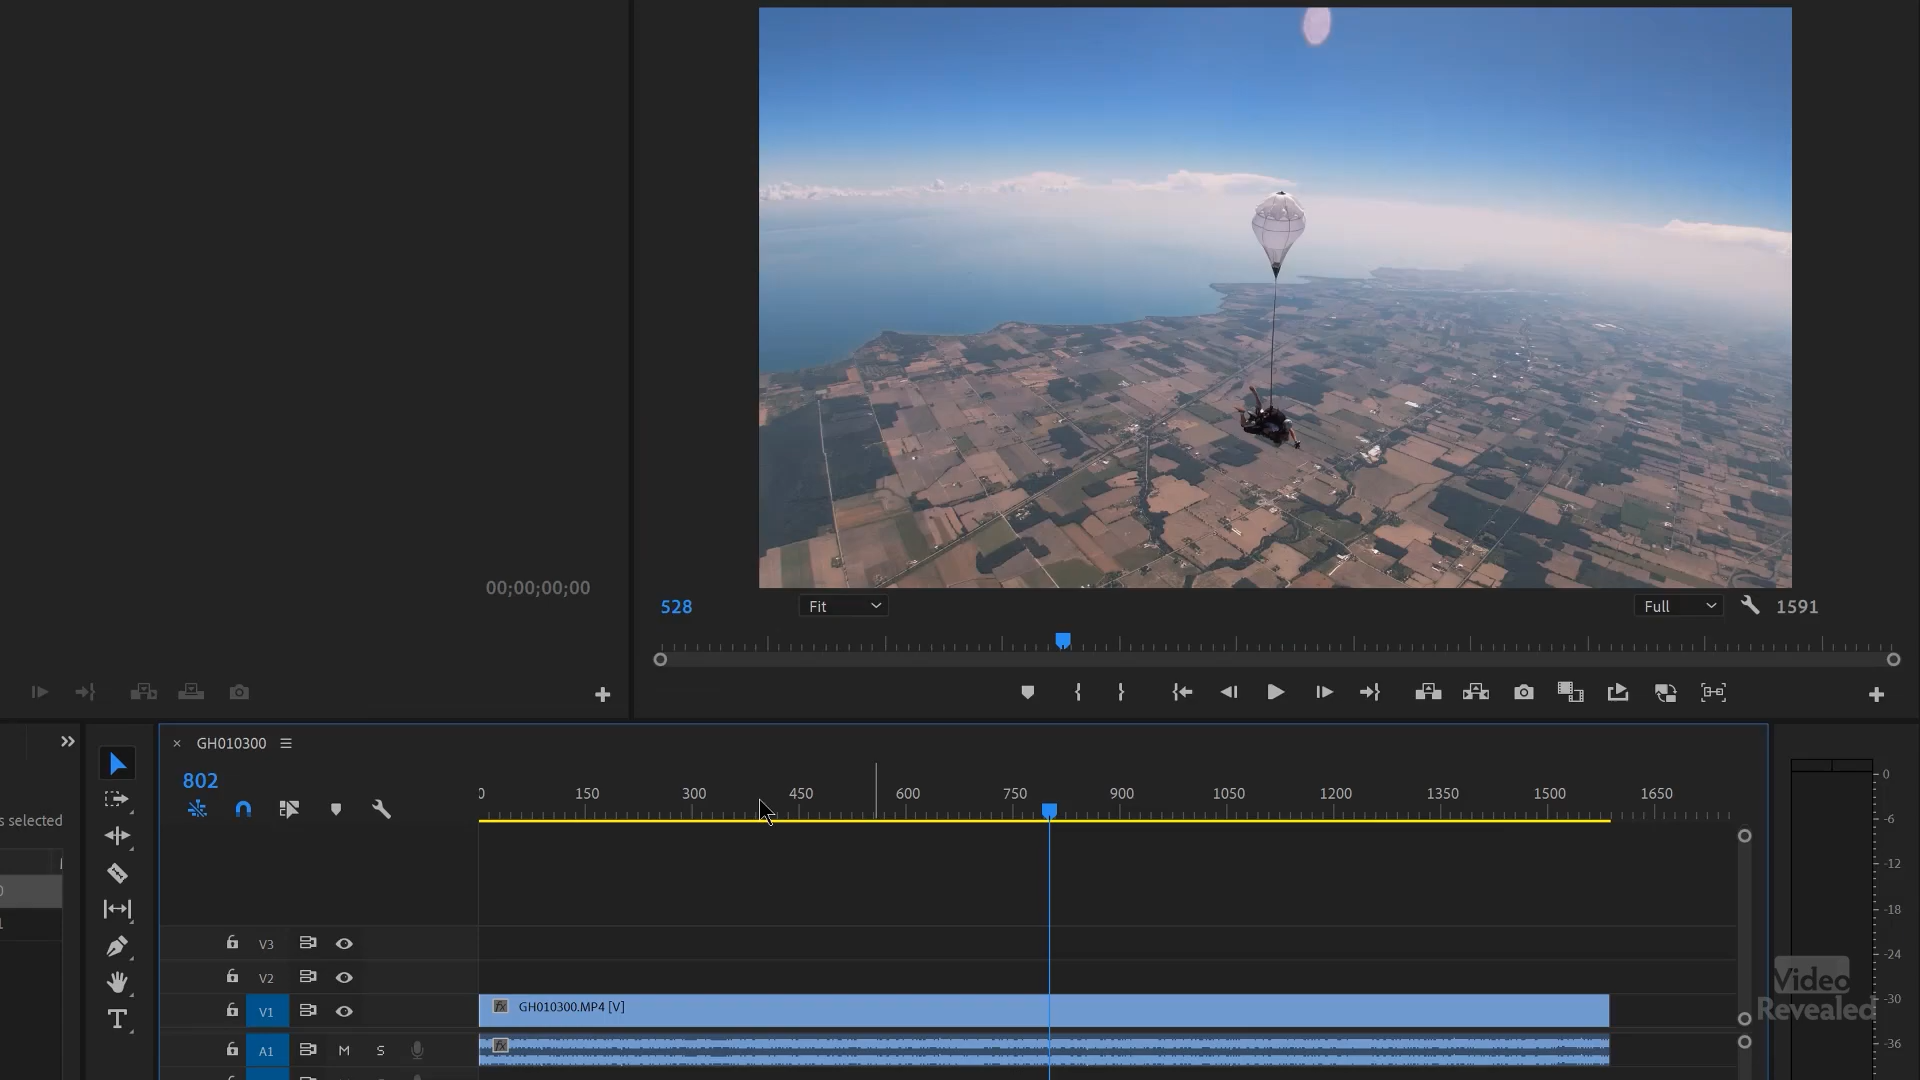 00;00;00;00
528
Fit
Full
1591
GH010300
802
0 150 300 450 600 750 900 1050 1200 1350 1500 1650
s selected
V3
V2
V1
fx GH010300.MP4 [V]
A1 M S
fx
0
-6
-12
-18
-24
-30
-36
Video
Revealed